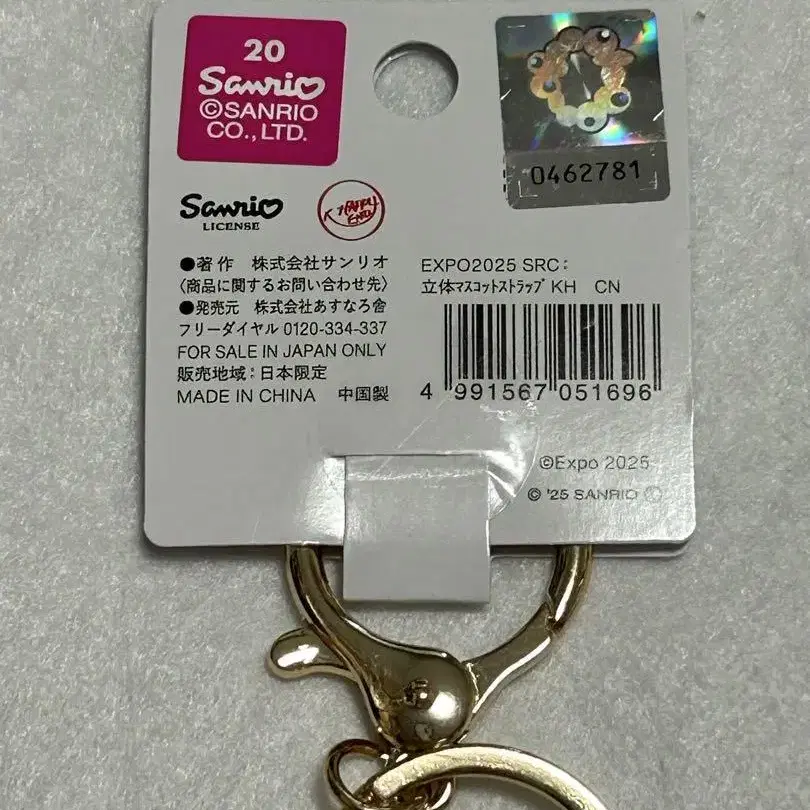 20
Sanrio
©SANRIO
CO., LTD.
0462781
Sanrio
LICENSE
HAPPY
END
●著作 株式会社サンリオ
〈商品に関するお問い合わせ先〉
●発売元 株式会社あすなろ舎
フリーダイヤル 0120-334-337
FOR SALE IN JAPAN ONLY
販売地域:日本限定
MADE IN CHINA 中国製
EXPO2025 SRC:
立体ﾏｽｺｯﾄｽﾄﾗｯﾌﾟKH CN
4 991567 051696
©Expo 2025
© '25 SANRIO